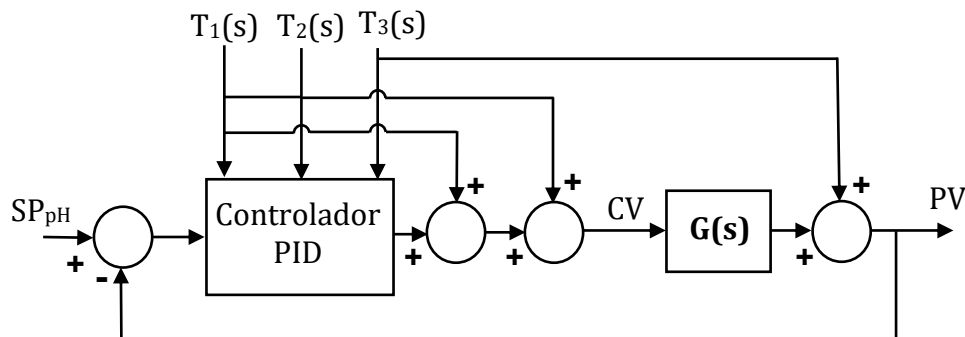 T₁(s) T₂(s) T₃(s)
+ + +
SPpH
Controlador
PID
CV
G(s)
PV
+ - + + +